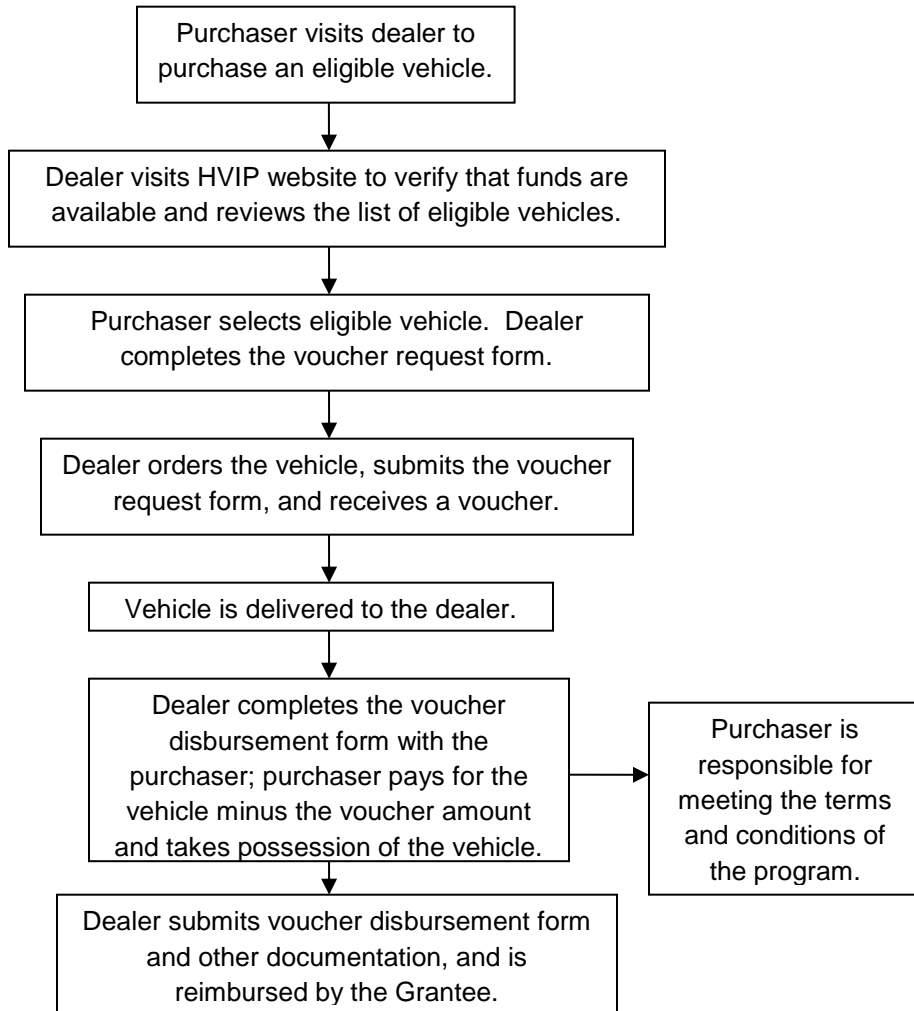 Purchaser visits dealer to
purchase an eligible vehicle.
Dealer visits HVIP website to verify that funds are
available and reviews the list of eligible vehicles.
Purchaser selects eligible vehicle.  Dealer
completes the voucher request form.
Dealer orders the vehicle, submits the voucher
request form, and receives a voucher.
Vehicle is delivered to the dealer.
Dealer completes the voucher
disbursement form with the
purchaser; purchaser pays for the
vehicle minus the voucher amount
and takes possession of the vehicle.
Purchaser is
responsible for
meeting the terms
and conditions of
the program.
Dealer submits voucher disbursement form
and other documentation, and is
reimbursed by the Grantee.